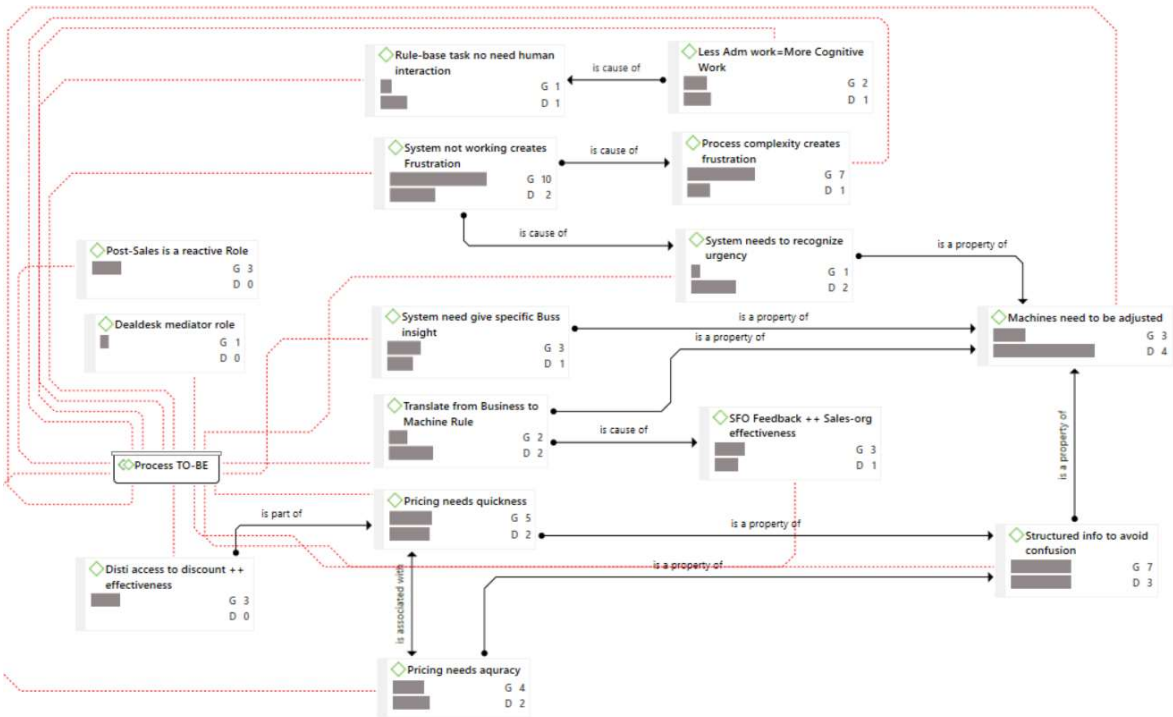 Rule-base task no need human
interaction
G 1
D 1
is cause of
Less Adm work=More Cognitive
Work
G 2
D 1
System not working creates
Frustration
G 10
D 2
is cause of
Process complexity creates
frustration
G 7
D 1
is cause of
Post-Sales is a reactive Role
G 3
D 0
System needs to recognize
urgency
G 1
D 2
is a property of
Dealdesk mediator role
G 1
D 0
System need give specific Buss
insight
G 3
D 1
is a property of
is a property of
Machines need to be adjusted
G 3
D 4
Translate from Business to
Machine Rule
G 2
D 2
is cause of
SFO Feedback ++ Sales-org
effectiveness
G 3
D 1
is a property of
Process TO-BE
is part of
Pricing needs quickness
G 5
D 2
is a property of
Structured info to avoid
confusion
G 7
D 3
Disti access to discount ++
effectiveness
G 3
D 0
is associated with
is a property of
Pricing needs aquracy
G 4
D 2